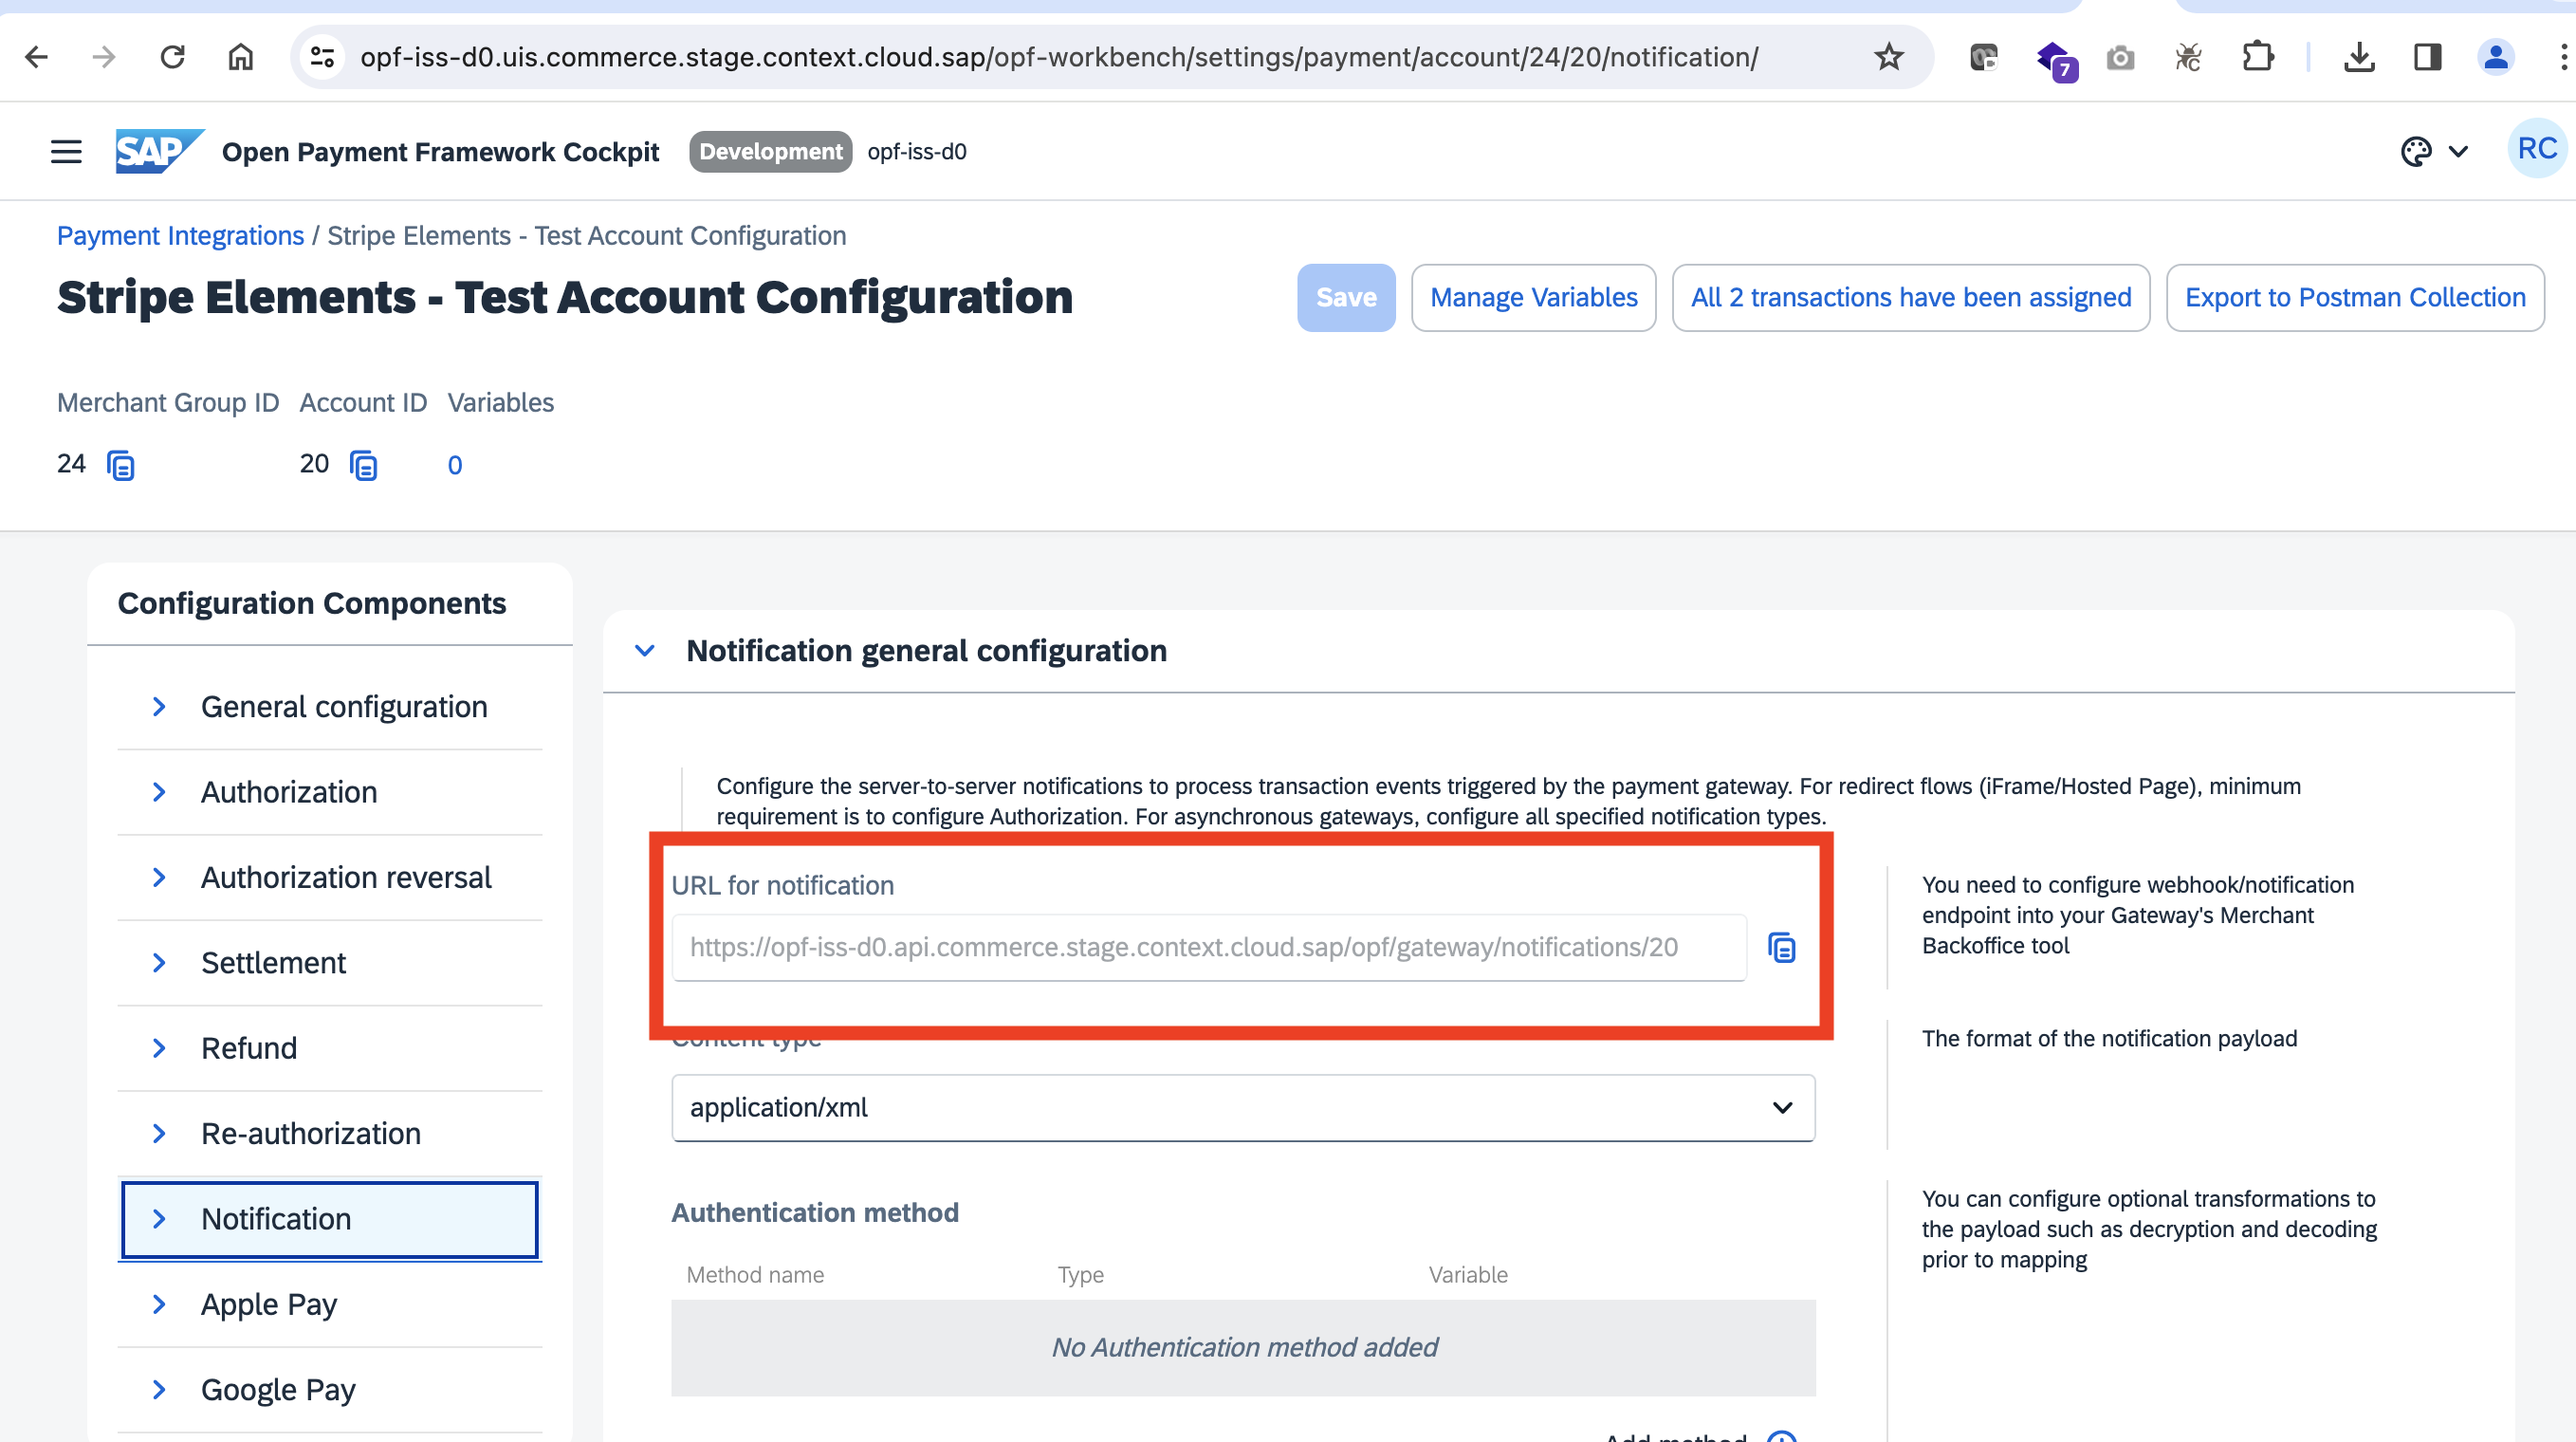 opf-iss-d0.uis.commerce.stage.context.cloud.sap/opf-workbench/settings/payment/account/24/20/notification/
7
SAP Open Payment Framework Cockpit Development opf-iss-d0
RC
Payment Integrations / Stripe Elements - Test Account Configuration
Stripe Elements - Test Account Configuration
Save Manage Variables All 2 transactions have been assigned Export to Postman Collection
Merchant Group ID Account ID Variables
24 20 0
Configuration Components
General configuration
Authorization
Authorization reversal
Settlement
Refund
Re-authorization
Notification
Apple Pay
Google Pay
Notification general configuration
Configure the server-to-server notifications to process transaction events triggered by the payment gateway. For redirect flows (iFrame/Hosted Page), minimum
requirement is to configure Authorization. For asynchronous gateways, configure all specified notification types.
URL for notification
https://opf-iss-d0.api.commerce.stage.context.cloud.sap/opf/gateway/notifications/20
You need to configure webhook/notification
endpoint into your Gateway's Merchant
Backoffice tool
Content type
application/xml
The format of the notification payload
Authentication method
Method name Type Variable
No Authentication method added
Add method
You can configure optional transformations to
the payload such as decryption and decoding
prior to mapping